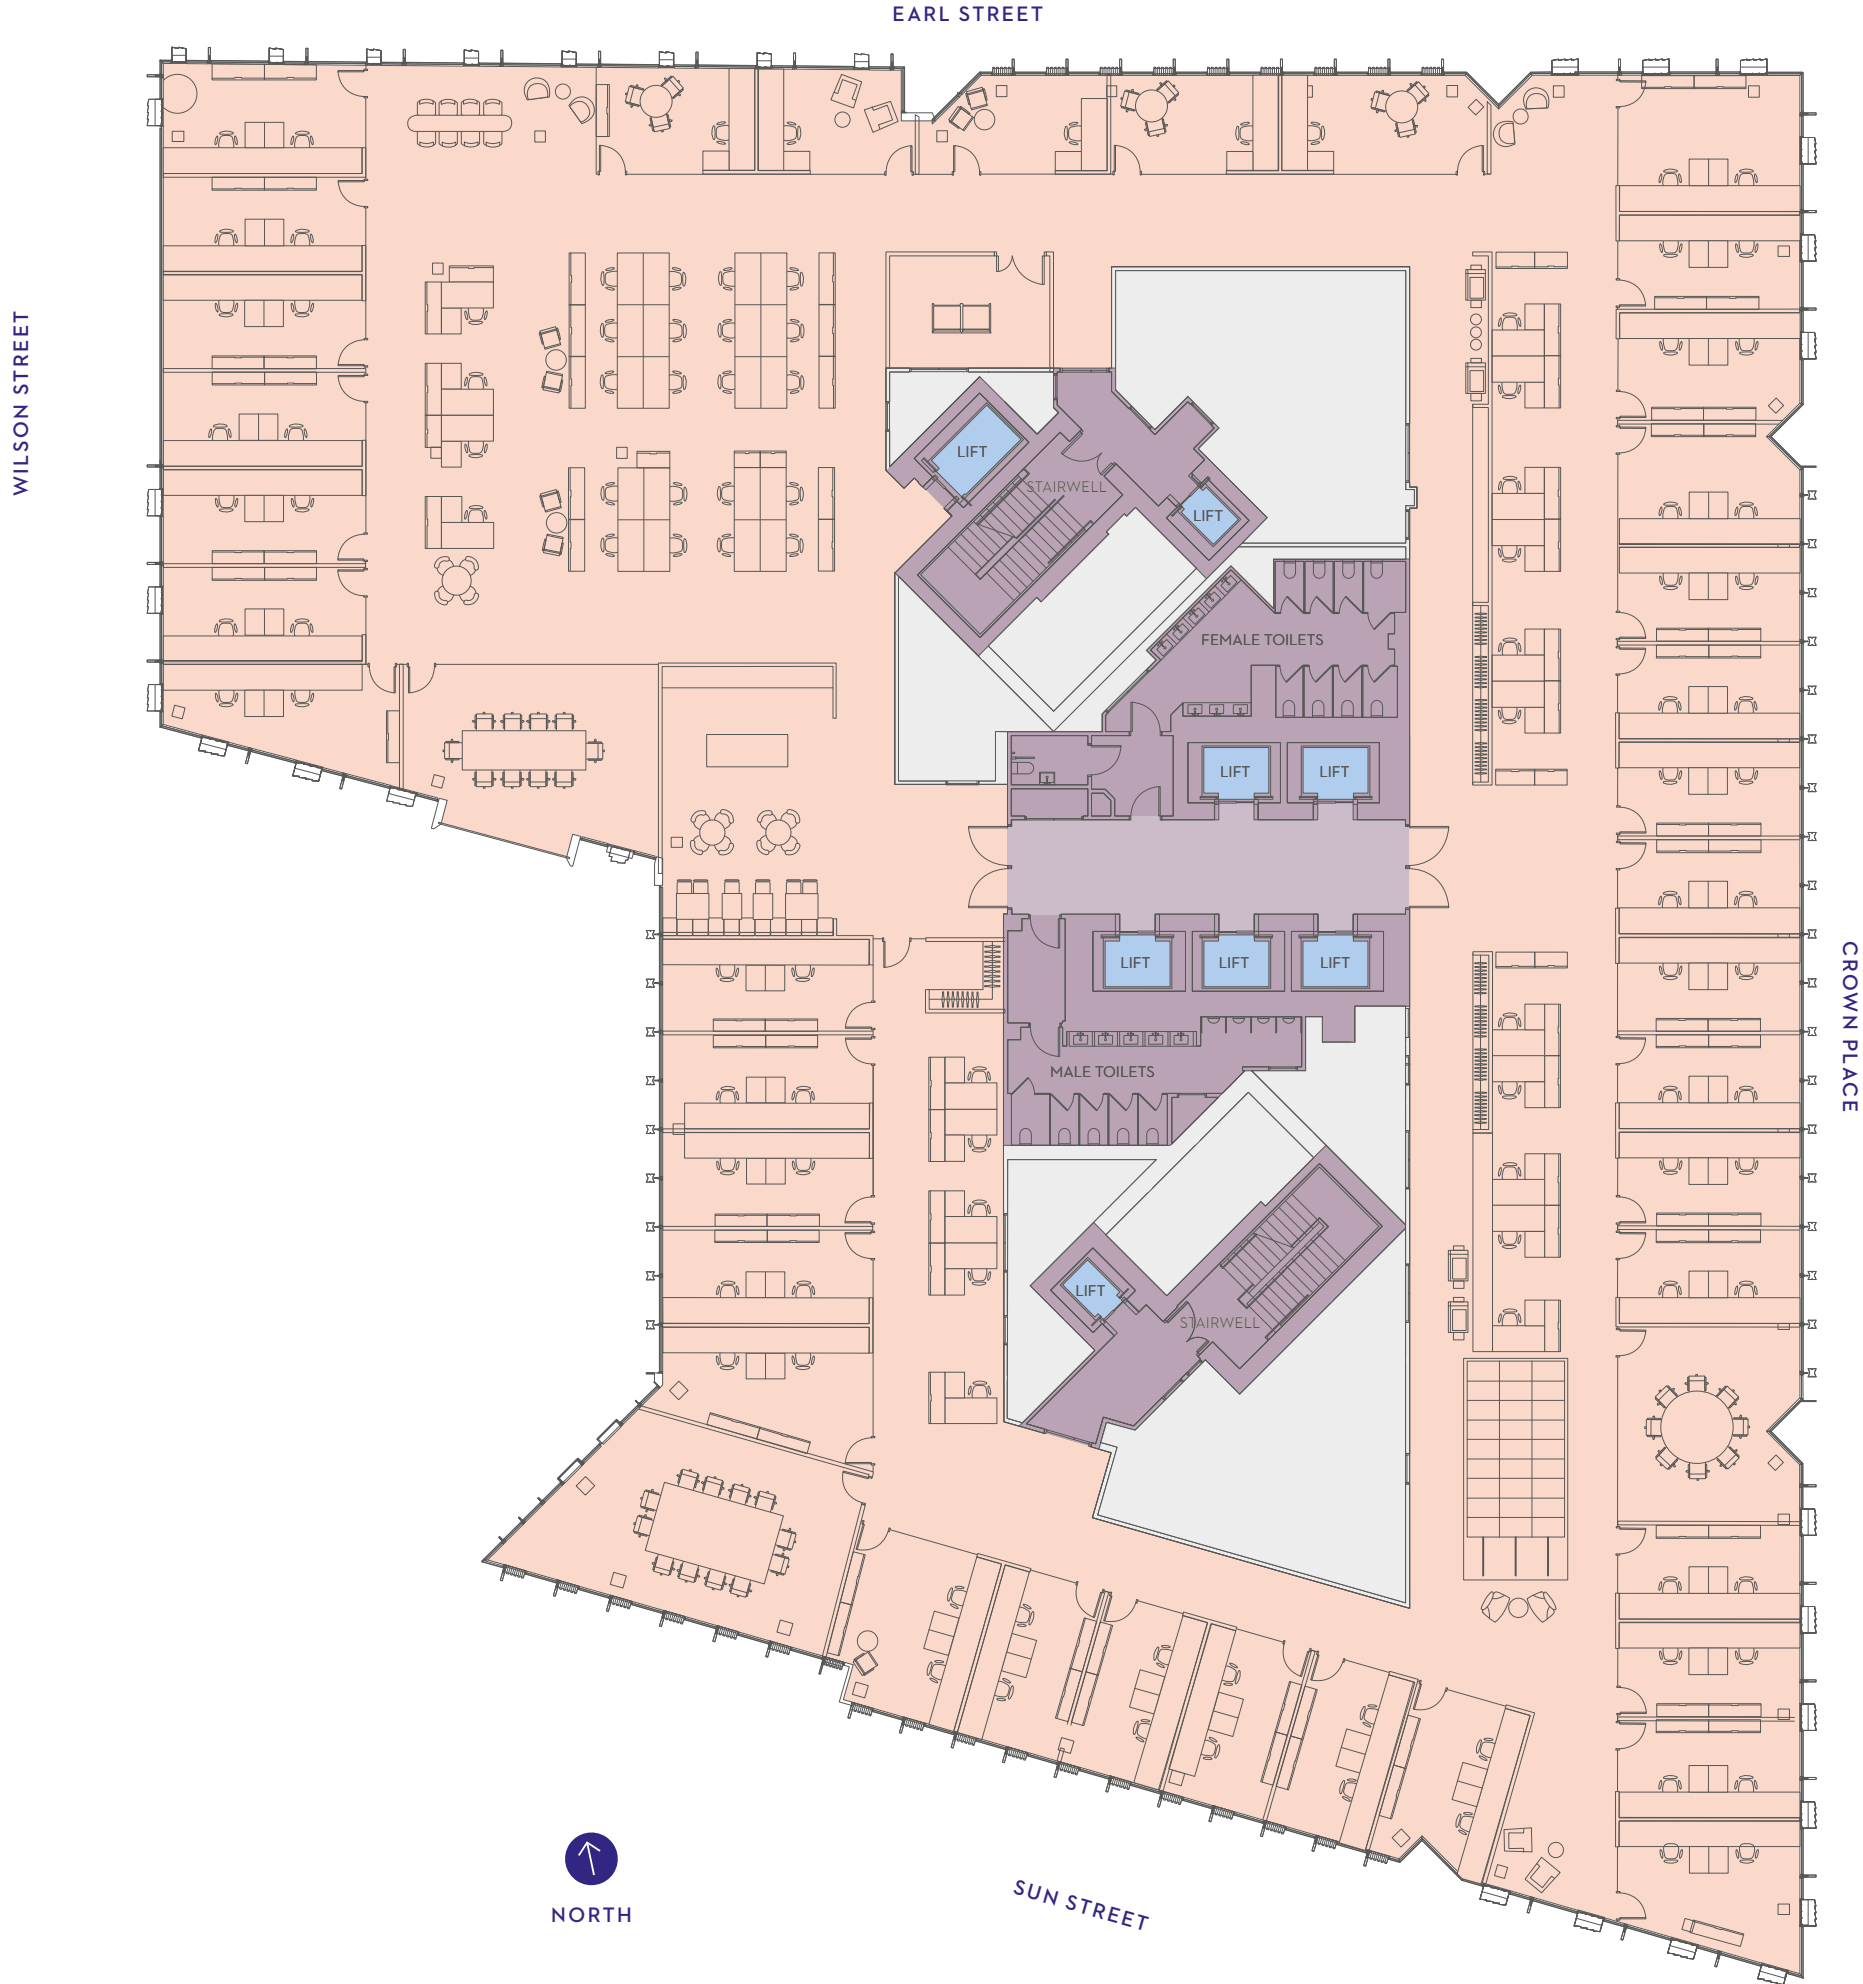 EARL STREET
WILSON STREET
LIFT
STAIRWELL
LIFT
FEMALE TOILETS
LIFT
LIFT
LIFT
LIFT
LIFT
MALE TOILETS
CROWN PLACE
LIFT
STAIRWELL
SUN STREET
NORTH